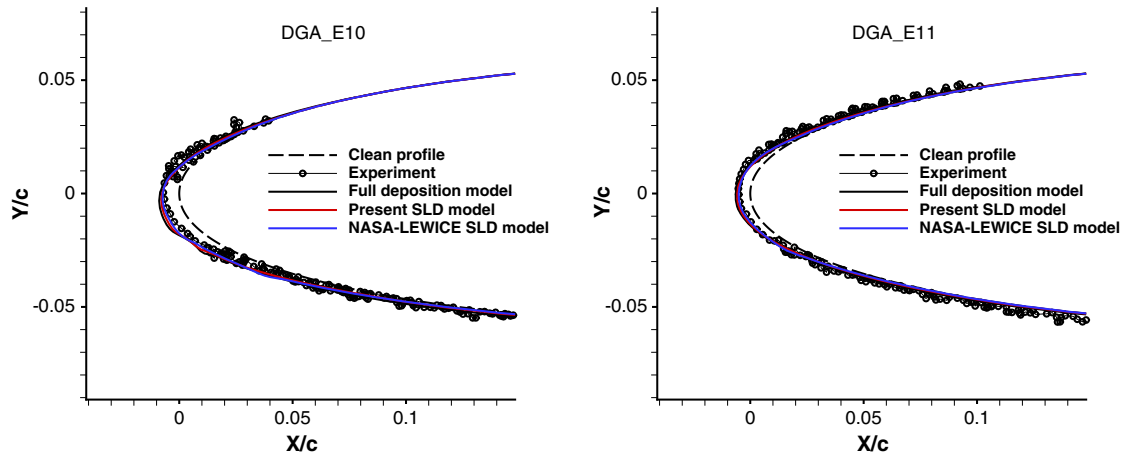 DGA_E10
Y/c
0.05
0
-0.05
Clean profile
Experiment
Full deposition model
Present SLD model
NASA-LEWICE SLD model
0
0.05
0.1
X/c
DGA_E11
Y/c
0.05
0
-0.05
Clean profile
Experiment
Full deposition model
Present SLD model
NASA-LEWICE SLD model
0
0.05
0.1
X/c